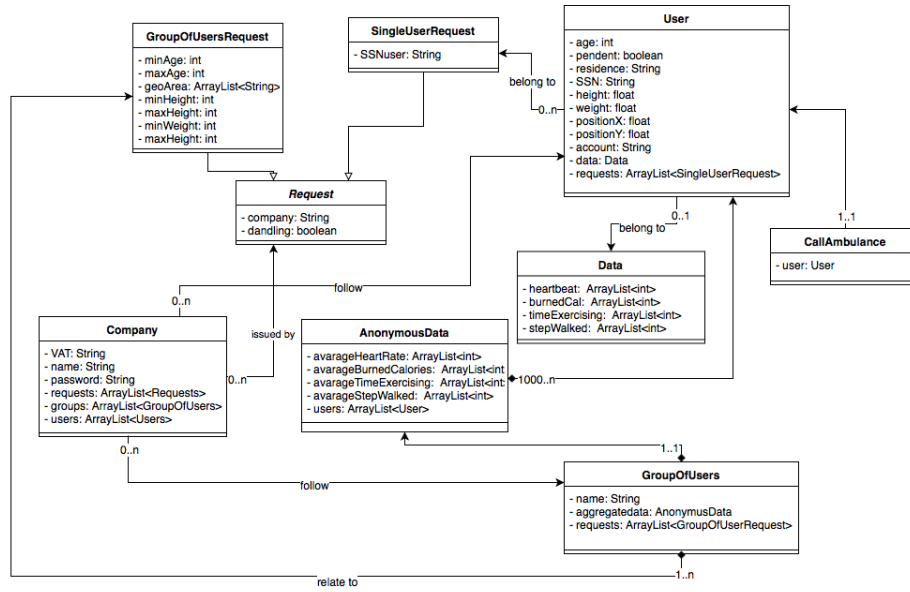 GroupOfUsersRequest
- minAge: int
- maxAge: int
- geoArea: ArrayList<String>
- minHeight: int
- maxHeight: int
- minWeight: int
- maxHeight: int
SingleUserRequest
- SSNuser: String
User
- age: int
- pendent: boolean
- residence: String
- SSN: String
- height: float
- weight: float
- positionX: float
- positionY: float
- account: String
- data: Data
- requests: ArrayList<SingleUserRequest>
belong to
0..n
Request
- company: String
- dandling: boolean
0..1
belong to
1..1
CallAmbulance
- user: User
Data
- heartbeat: ArrayList<int>
- burnedCal: ArrayList<int>
- timeExercising: ArrayList<int>
- stepWalked: ArrayList<int>
follow
0..n
issued by
Company
- VAT: String
- name: String
- password: String
- requests: ArrayList<Requests>
- groups: ArrayList<GroupOfUsers>
- users: ArrayList<Users>
0..n
AnonymousData
- avarageHeartRate: ArrayList<int>
- avarageBurnedCalories: ArrayList<int
- avarageTimeExercising: ArrayList<int
- avarageStepWalked: ArrayList<int>
- users: ArrayList<User>
1000..n
0..n
follow
1..1
GroupOfUsers
- name: String
- aggregatedata: AnonymusData
- requests: ArrayList<GroupOfUserRequest>
1..n
relate to